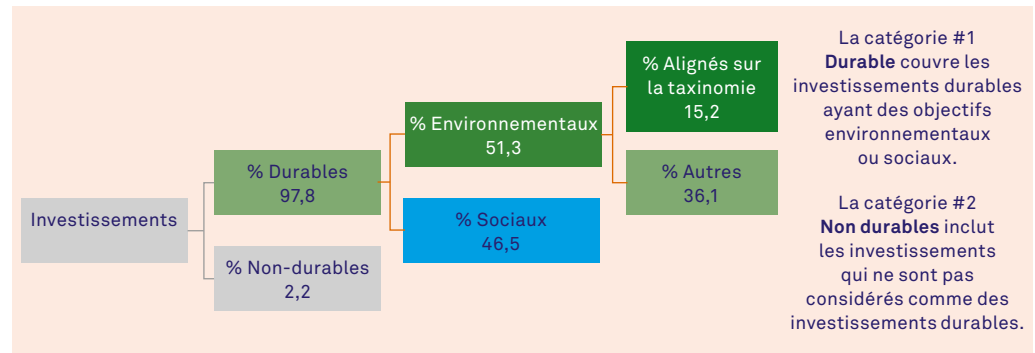 Investissements
% Durables
97,8
% Non-durables
2,2
% Environnementaux
51,3
% Sociaux
46,5
% Alignés sur
la taxinomie
15,2
% Autres
36,1
La catégorie #1
Durable couvre les
investissements durables
ayant des objectifs
environnementaux
ou sociaux.
La catégorie #2
Non durables inclut
les investissements
qui ne sont pas
considérés comme des
investissements durables.